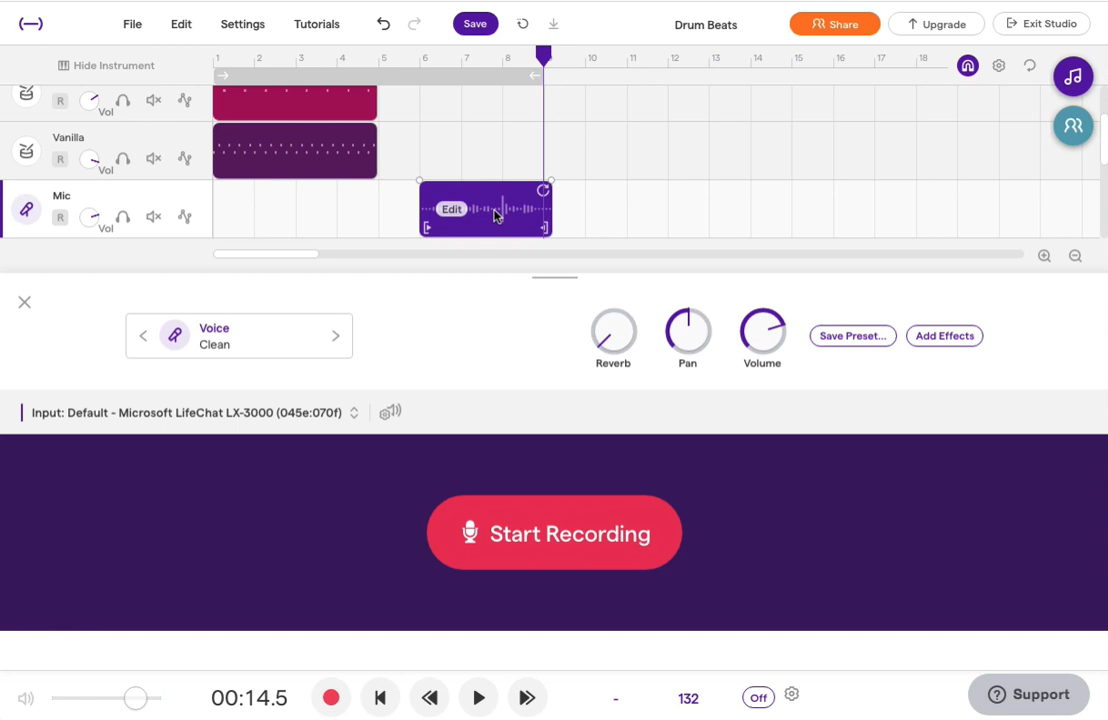 File Edit Settings Tutorials Save Drum Beats Share Upgrade Exit Studio
Hide Instrument 1 2 3 4 5 6 7 8 10 11 12 13 14 15 16 17 18
R Vol
Vanilla
R Vol
Mic
R Vol Edit
Voice
Clean
Reverb Pan Volume Save Preset... Add Effects
Input: Default - Microsoft LifeChat LX-3000 (045e:070f)
Start Recording
00:14.5 - 132 Off Support